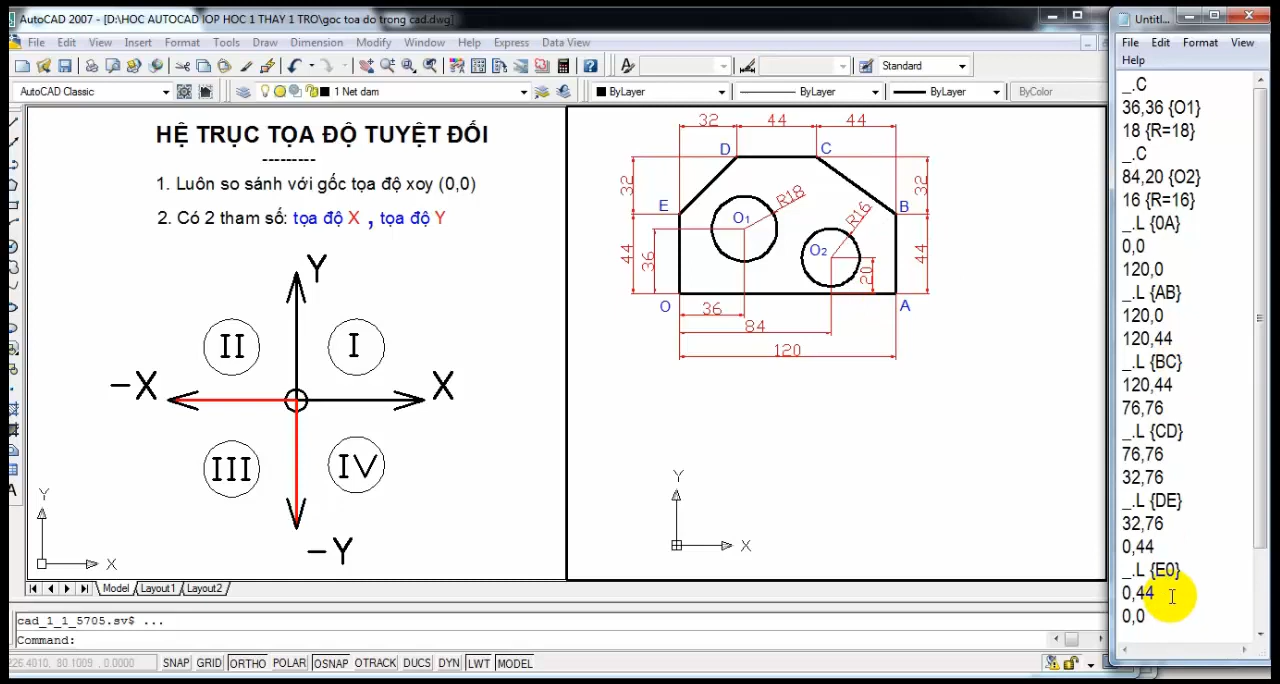 AutoCAD 2007 - [D:\HOC AUTOCAD lOP HOC 1 THAY 1 TRO\goc toa do trong cad.dwg]
File Edit View Insert Format Tools Draw Dimension Modify Window Help Express Data View
Standard
AutoCAD Classic
1 Net dam
ByLayer
ByLayer
ByLayer
ByColor
HỆ TRỤC TỌA ĐỘ TUYỆT ĐỐI
---------
1. Luôn so sánh với gốc tọa độ xoy (0,0)
2. Có 2 tham số: tọa độ X , tọa độ Y
Y
II
I
-X
X
III
IV
-Y
Y
X
32
44
44
D
C
32
32
E
B
R18
R16
O1
O2
44
36
20
44
O
A
36
84
120
Y
X
Model Layout1 Layout2
cad_1_1_5705.sv$ ...
Command:
226.4010, 80.1009, 0.0000
SNAP GRID ORTHO POLAR OSNAP OTRACK DUCS DYN LWT MODEL
Untitl...
File Edit Format View
Help
_.C
36,36 {O1}
18 {R=18}
_.C
84,20 {O2}
16 {R=16}
_.L {0A}
0,0
120,0
_.L {AB}
120,0
120,44
_.L {BC}
120,44
76,76
_.L {CD}
76,76
32,76
_.L {DE}
32,76
0,44
_.L {E0}
0,44
0,0